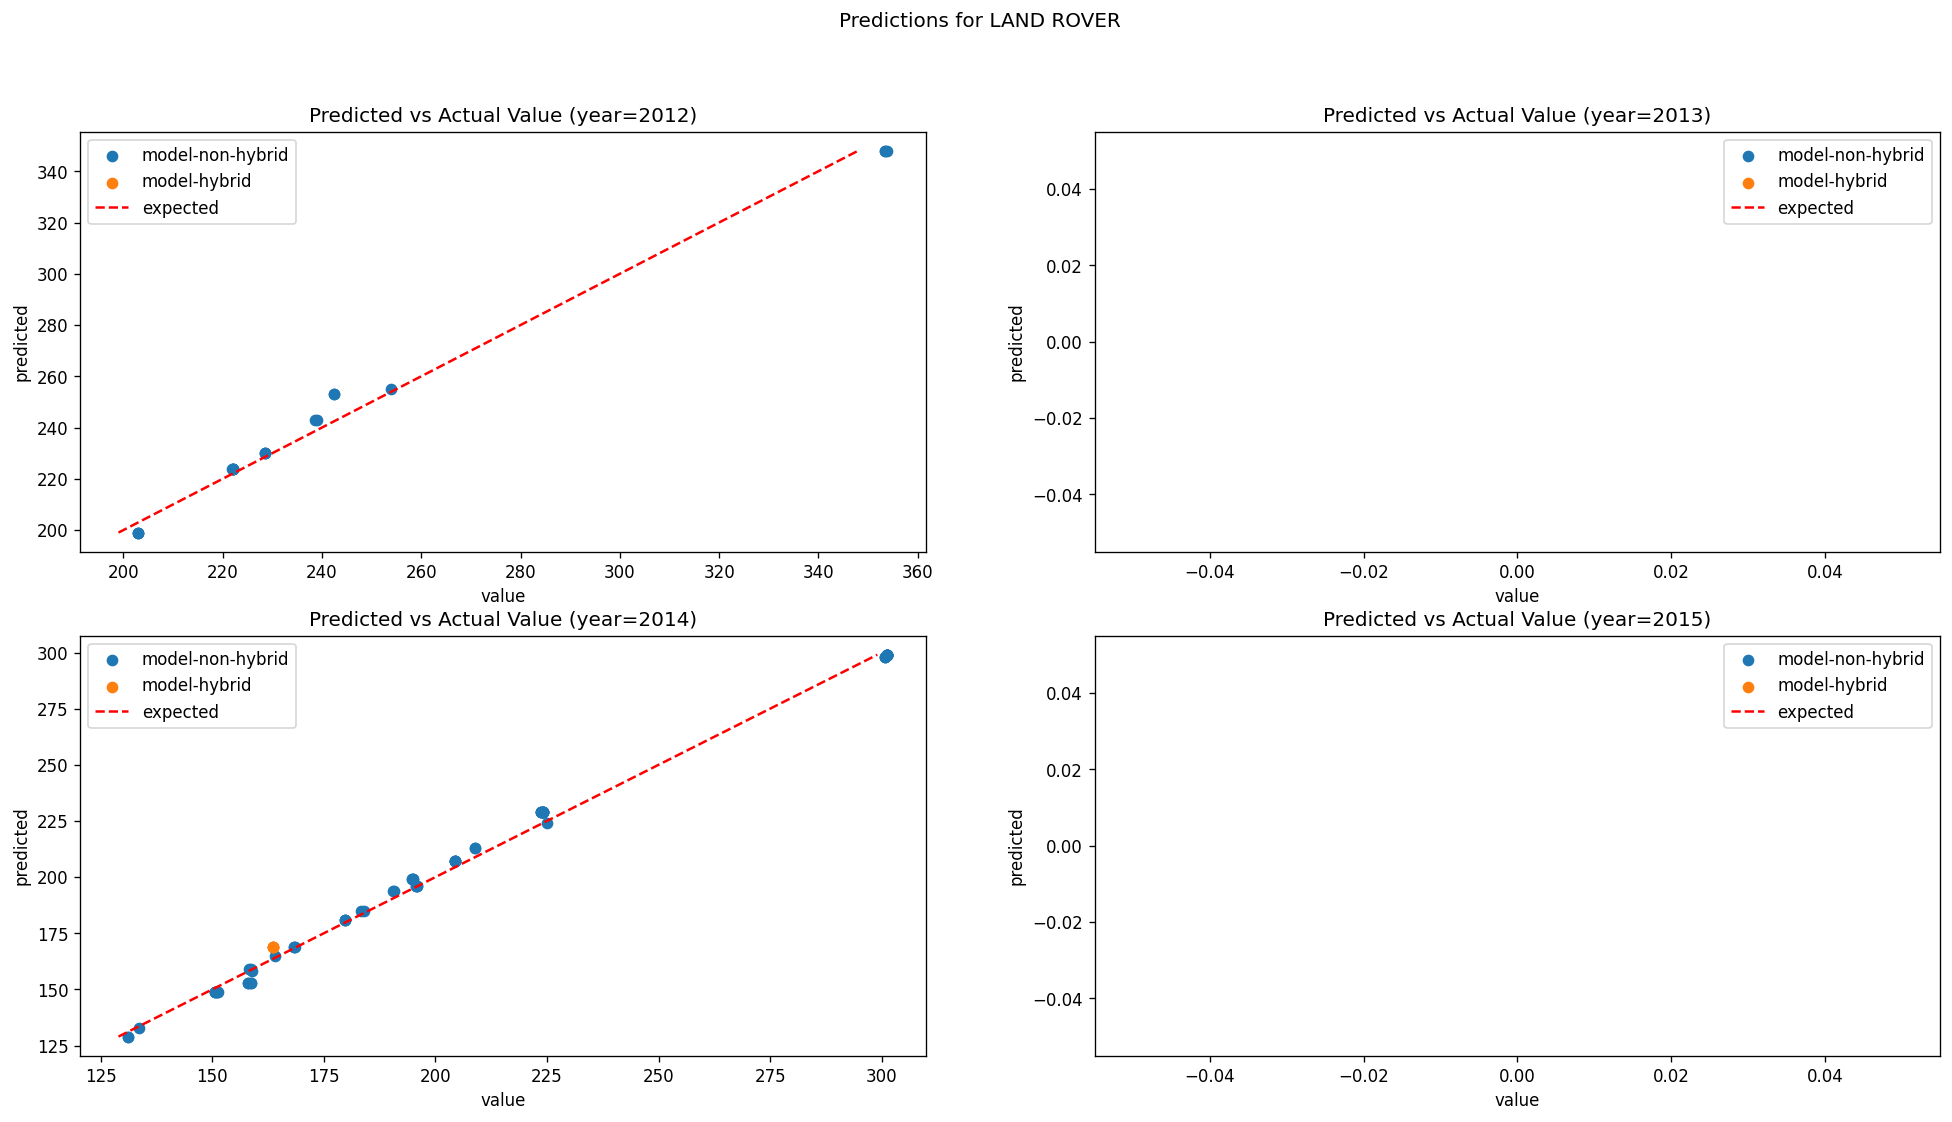 Predictions for LAND ROVER
Predicted vs Actual Value (year=2012)
model-non-hybrid
model-hybrid
expected
predicted
340
320
300
280
260
240
220
200
200 220 240 260 280 300 320 340 360
value
Predicted vs Actual Value (year=2013)
model-non-hybrid
model-hybrid
expected
predicted
0.04
0.02
0.00
−0.02
−0.04
−0.04 −0.02 0.00 0.02 0.04
value
Predicted vs Actual Value (year=2014)
model-non-hybrid
model-hybrid
expected
predicted
300
275
250
225
200
175
150
125
125 150 175 200 225 250 275 300
value
Predicted vs Actual Value (year=2015)
model-non-hybrid
model-hybrid
expected
predicted
0.04
0.02
0.00
−0.02
−0.04
−0.04 −0.02 0.00 0.02 0.04
value